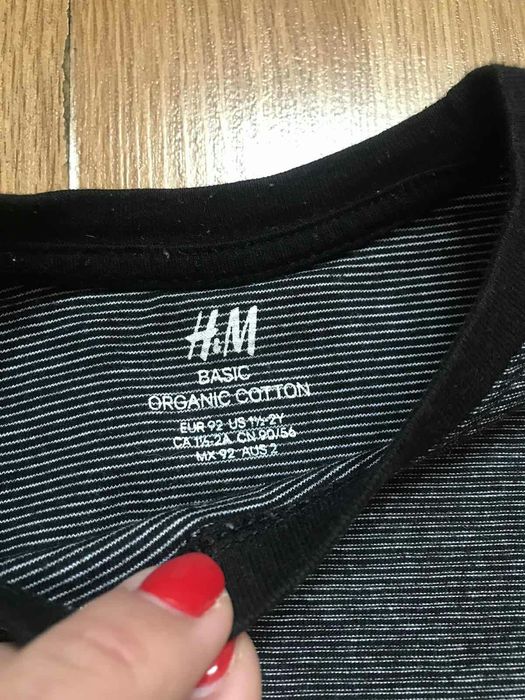 H&M
BASIC
ORGANIC COTTON
EUR 92 US 1½-2Y
CA 1½-2A CN 90/56
MX 92 AUS 2